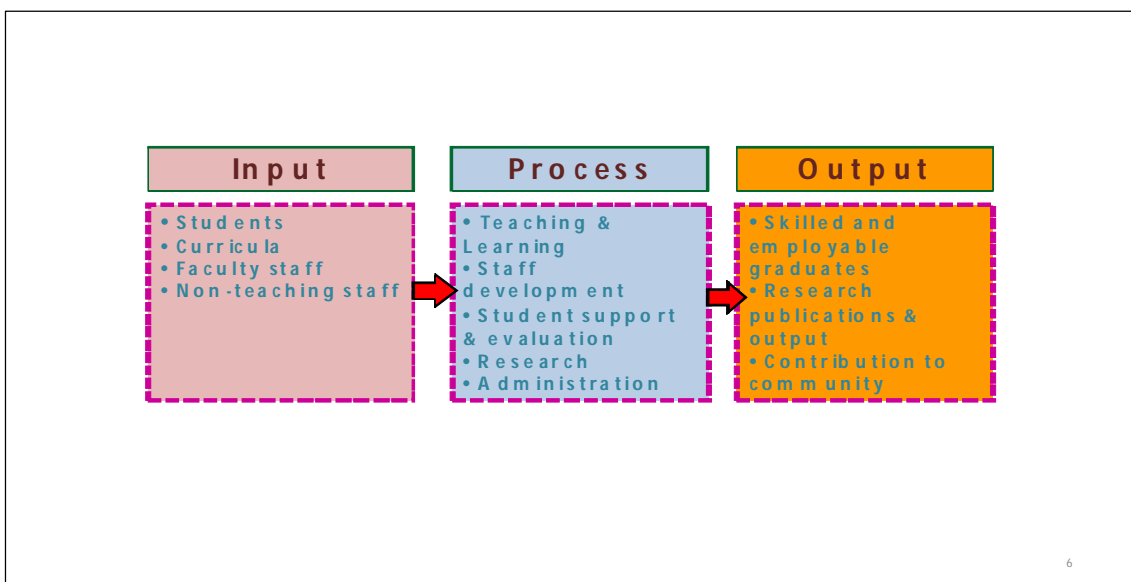 Input
• Students
• Curricula
• Faculty staff
• Non-teaching staff
Process
• Teaching &
Learning
• Staff
development
• Student support
& evaluation
• Research
• Administration
Output
• Skilled and
employable
graduates
• Research
publications &
output
• Contribution to
community
6